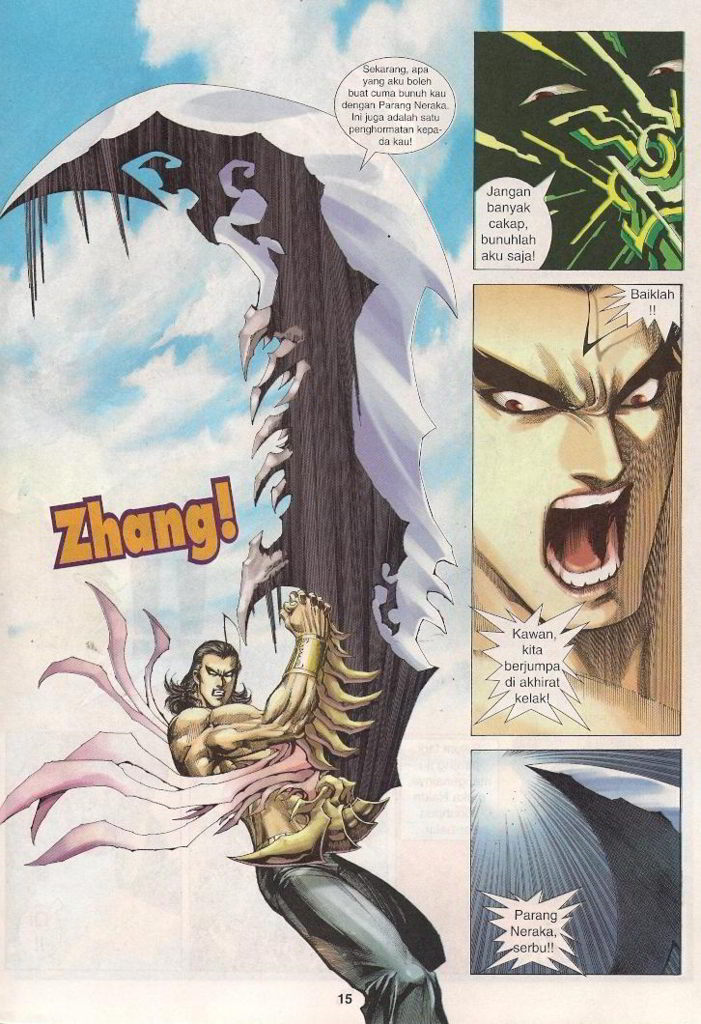 Sekarang, apa
yang aku boleh
buat cuma bunuh kau
dengan Parang Neraka.
Ini juga adalah satu
penghormatan kepa-
da kau!
Jangan
banyak
cakap,
bunuhlah
aku saja!
Baiklah
!!
Zhang!
Kawan,
kita
berjumpa
di akhirat
kelak!
Parang
Neraka,
serbu!!
15